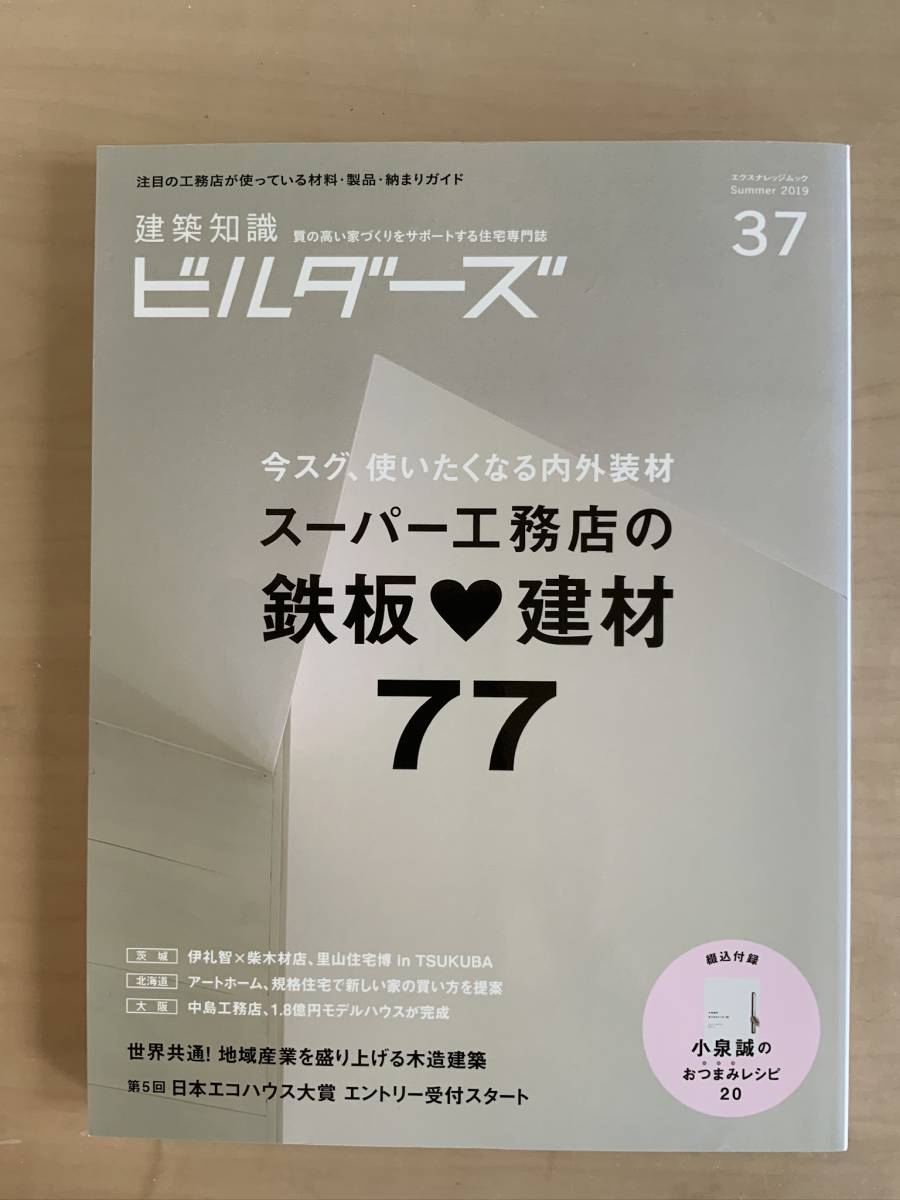 注目の工務店が使っている材料・製品・納まりガイド
エクスナレッジムック
Summer 2019
37
建築知識 質の高い家づくりをサポートする住宅専門誌
ビルダーズ
今スグ、使いたくなる内外装材
スーパー工務店の
鉄板♥建材
77
茨城 伊礼智×柴木材店、里山住宅博 in TSUKUBA
北海道 アートホーム、規格住宅で新しい家の買い方を提案
大阪 中島工務店、1.8億円モデルハウスが完成
世界共通! 地域産業を盛り上げる木造建築
第5回 日本エコハウス大賞 エントリー受付スタート
綴込付録
小泉誠の
おつまみレシピ
20